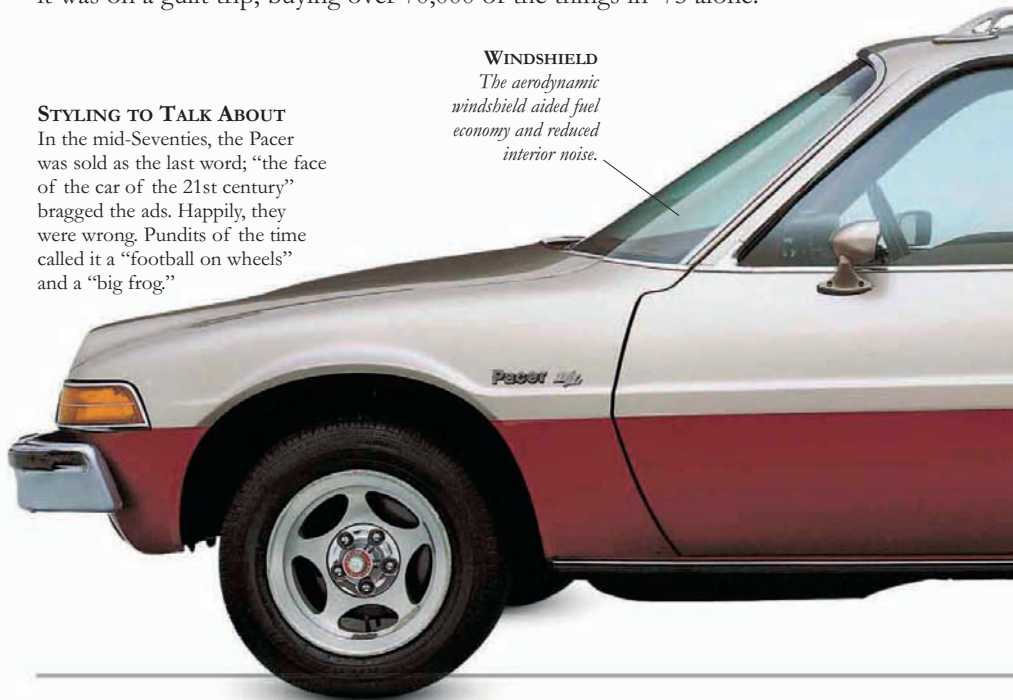 it was on a guilt trip, buying over 70,000 of the things in ’75 alone.
WINDSHIELD
The aerodynamic
windshield aided fuel
economy and reduced
interior noise.
STYLING TO TALK ABOUT
In the mid-Seventies, the Pacer
was sold as the last word; “the face
of the car of the 21st century”
bragged the ads. Happily, they
were wrong. Pundits of the time
called it a “football on wheels”
and a “big frog.”
Pacer